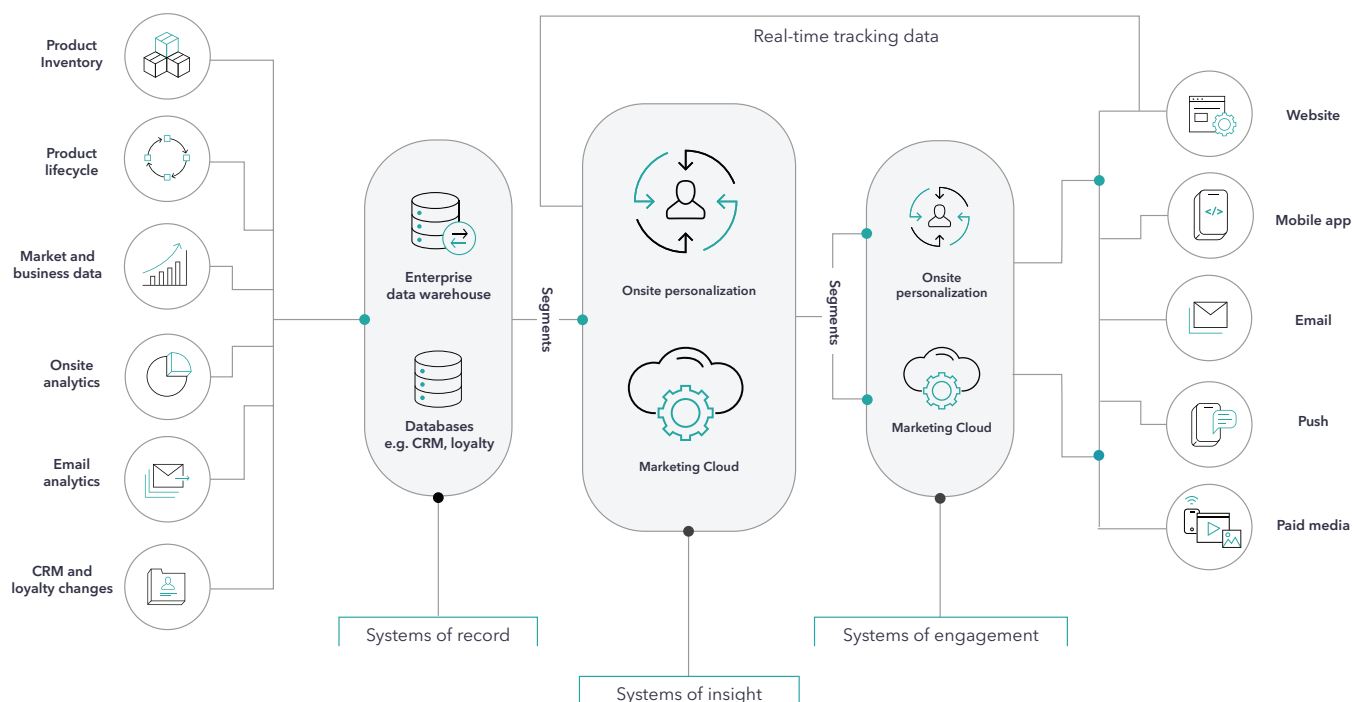 Real-time tracking data
Product
Inventory
Product
lifecycle
Market and
business data
Onsite
analytics
Email
analytics
CRM and
loyalty changes
Enterprise
data warehouse
Databases
e.g. CRM, loyalty
Segments
Onsite personalization
Marketing Cloud
Segments
Onsite
personalization
Marketing Cloud
Website
</>
Mobile app
Email
Push
Paid media
Systems of record
Systems of insight
Systems of engagement